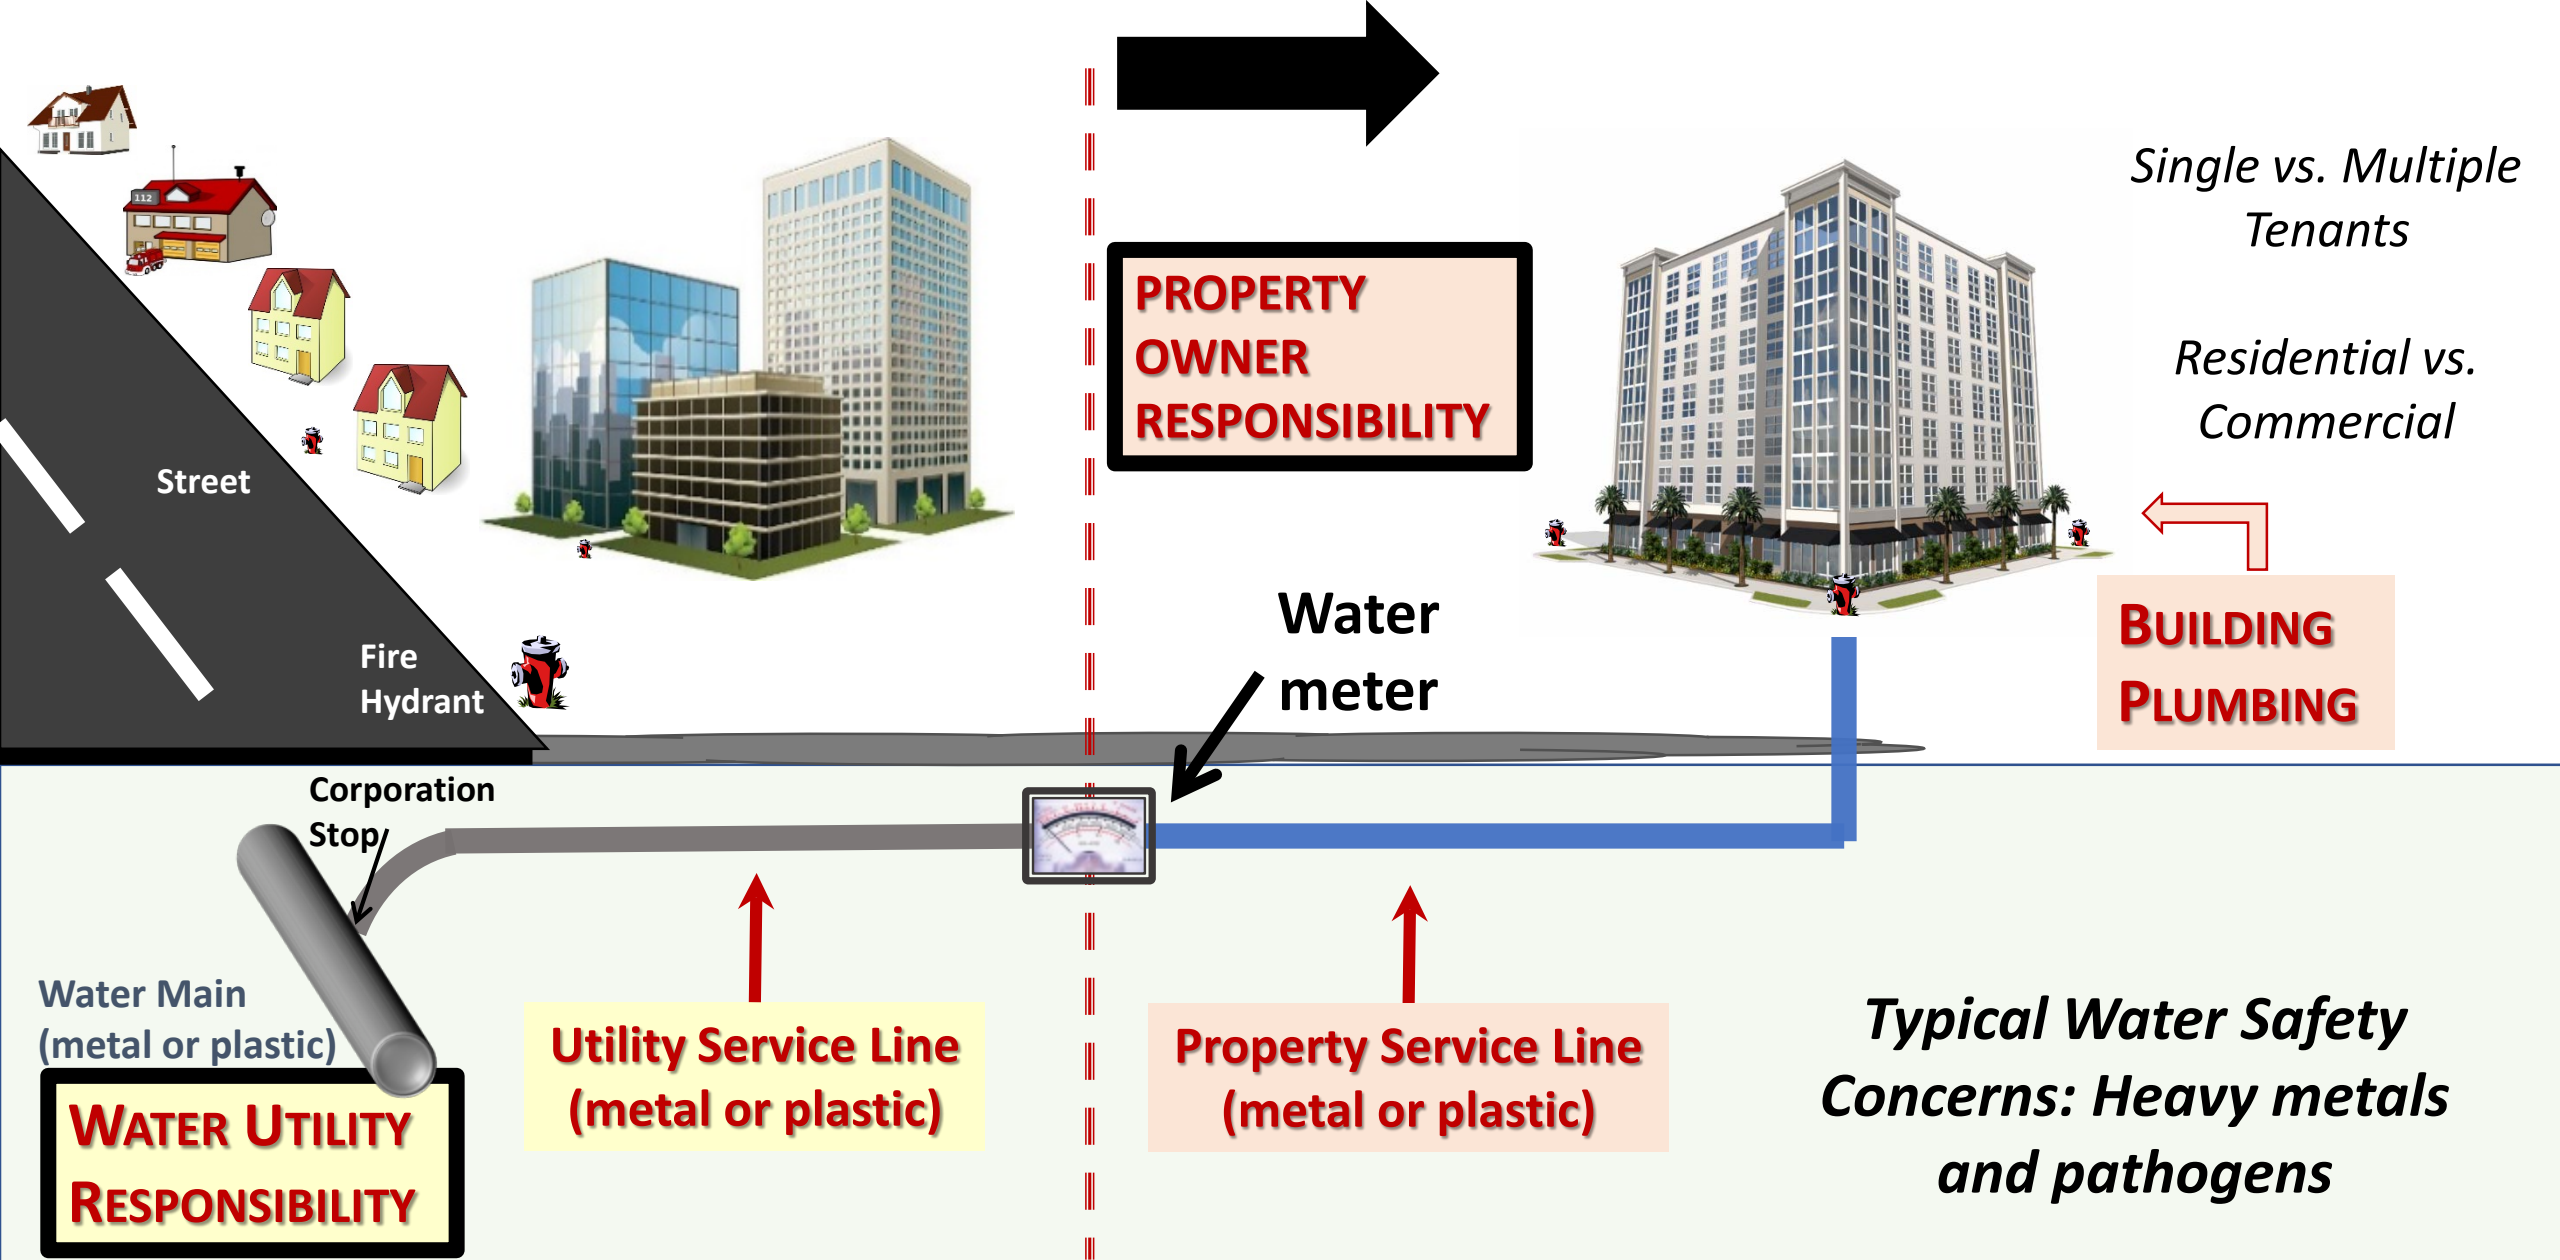 112
Single vs. Multiple
Tenants
PROPERTY
OWNER
RESPONSIBILITY
Residential vs.
Commercial
Street
Water
meter
BUILDING
PLUMBING
Fire
Hydrant
Corporation
Stop
Water Main
(metal or plastic)
WATER UTILITY
RESPONSIBILITY
Utility Service Line
(metal or plastic)
Property Service Line
(metal or plastic)
Typical Water Safety
Concerns: Heavy metals
and pathogens